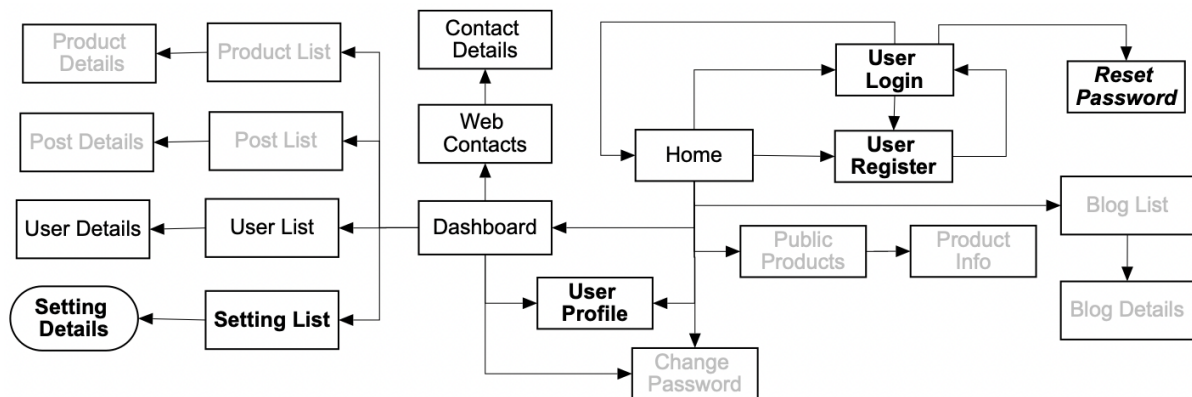 Product
Details
Product List
Contact
Details
User
Login
Reset
Password
Post Details
Post List
Web
Contacts
Home
User
Register
User Details
User List
Dashboard
Blog List
Public
Products
Product
Info
Setting
Details
Setting List
User
Profile
Blog Details
Change
Password